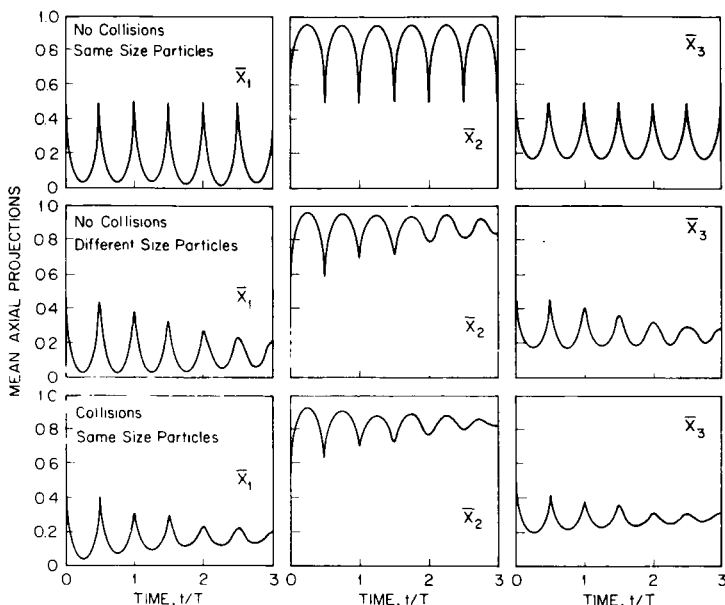 MEAN AXIAL PROJECTIONS
1.0
0.8
0.6
0.4
0.2
0
No Collisions
Same Size Particles
X̄₁
X̄₂
X̄₃
1.0
0.8
0.6
0.4
0.2
0
No Collisions
Different Size Particles
X̄₁
X̄₂
X̄₃
1.0
0.8
0.6
0.4
0.2
0
Collisions
Same Size Particles
X̄₁
X̄₂
X̄₃
0 1 2 3
0 1 2 3
0 1 2 3
TIME, t/T
TIME, t/T
TIME, t/T